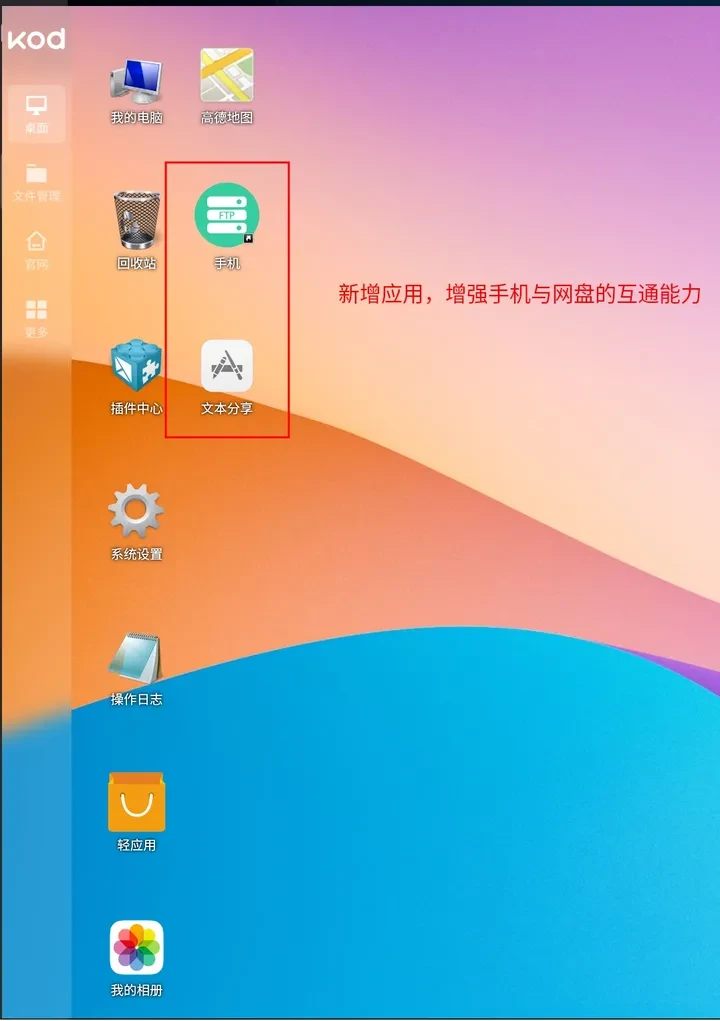 kod
桌面
文件管理
官网
更多
我的电脑
高德地图
回收站
FTP
手机
新增应用，增强手机与网盘的互通能力
插件中心
文本分享
系统设置
操作日志
轻应用
我的相册